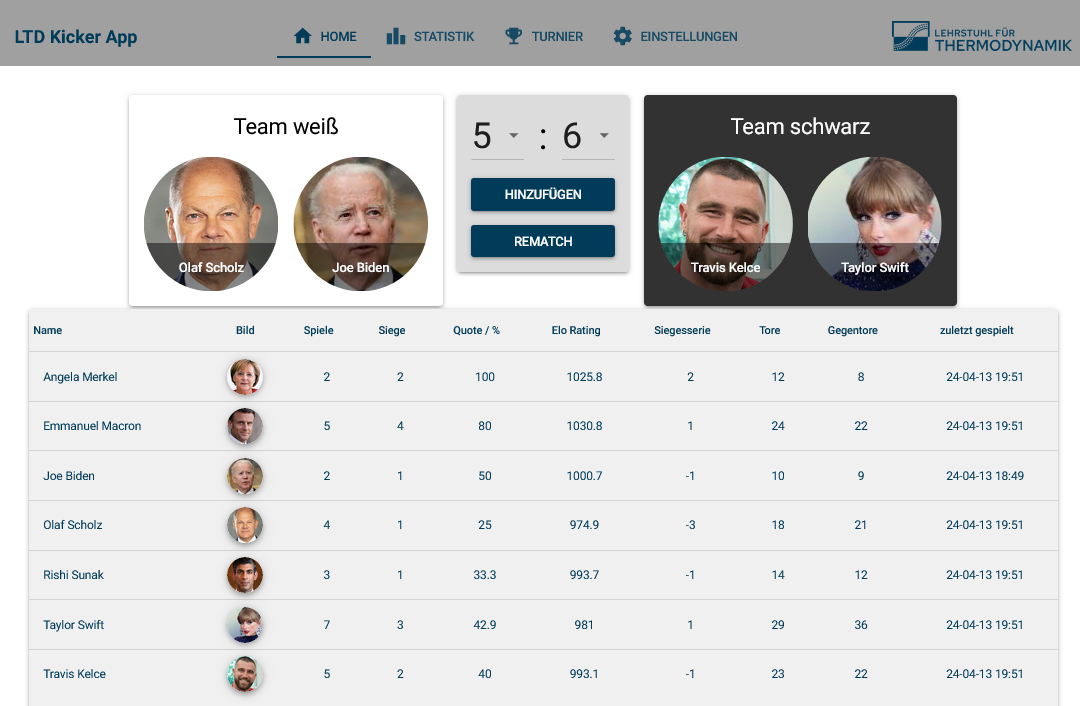 LTD Kicker App
HOME STATISTIK TURNIER EINSTELLUNGEN
LEHRSTUHL FÜR
THERMODYNAMIK
Team weiß
Olaf Scholz Joe Biden
5 : 6
HINZUFÜGEN
REMATCH
Team schwarz
Travis Kelce Taylor Swift
Name Bild Spiele Siege Quote / % Elo Rating Siegesserie Tore Gegentore zuletzt gespielt
Angela Merkel 2 2 100 1025.8 2 12 8 24-04-13 19:51
Emmanuel Macron 5 4 80 1030.8 1 24 22 24-04-13 19:51
Joe Biden 2 1 50 1000.7 -1 10 9 24-04-13 18:49
Olaf Scholz 4 1 25 974.9 -3 18 21 24-04-13 19:51
Rishi Sunak 3 1 33.3 993.7 -1 14 12 24-04-13 19:51
Taylor Swift 7 3 42.9 981 1 29 36 24-04-13 19:51
Travis Kelce 5 2 40 993.1 -1 23 22 24-04-13 19:51